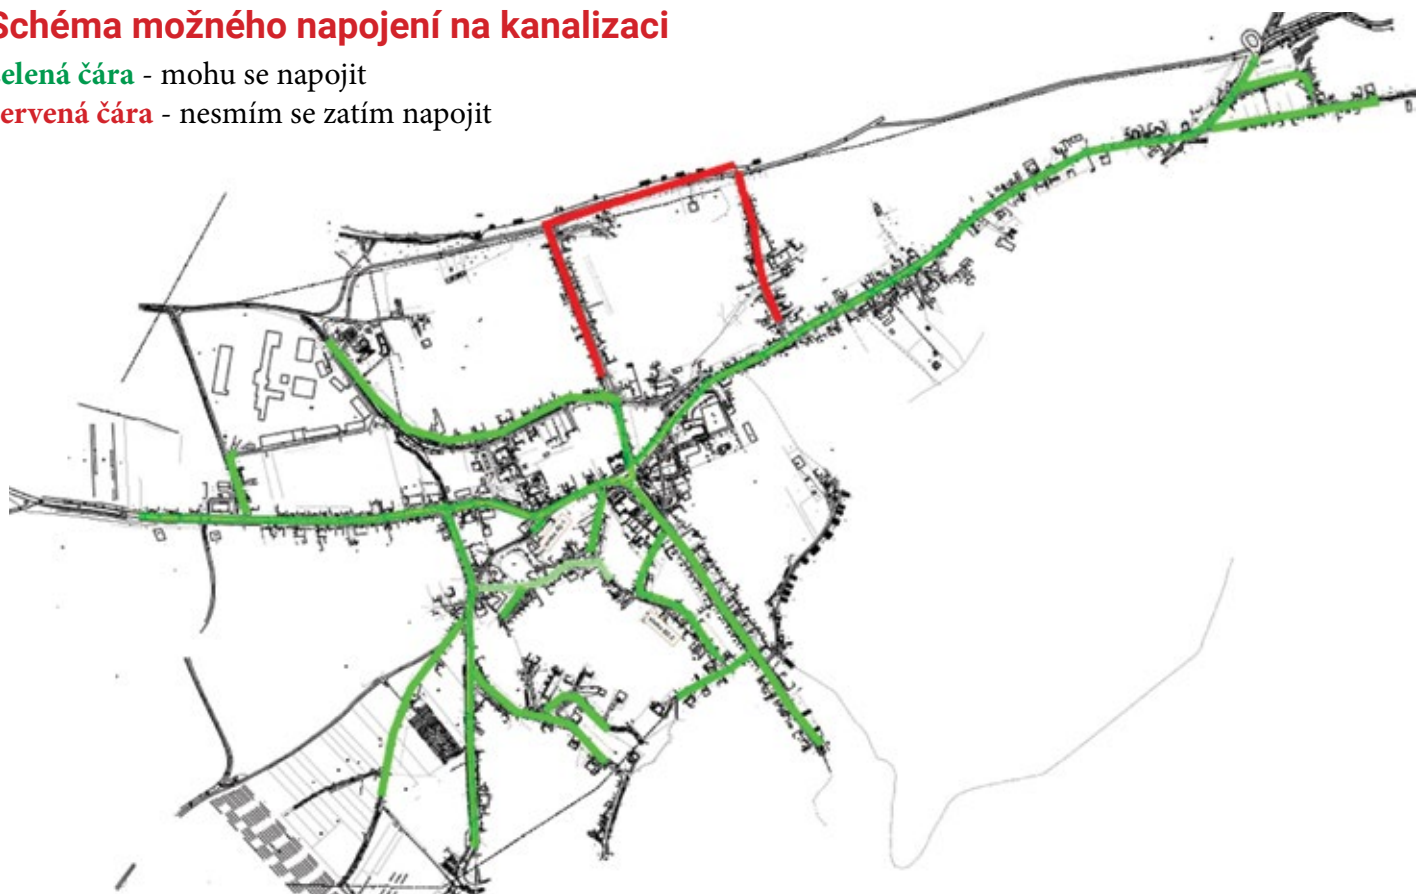 Schéma možného napojení na kanalizaci
elená čára - mohu se napojit
ervená čára - nesmím se zatím napojit